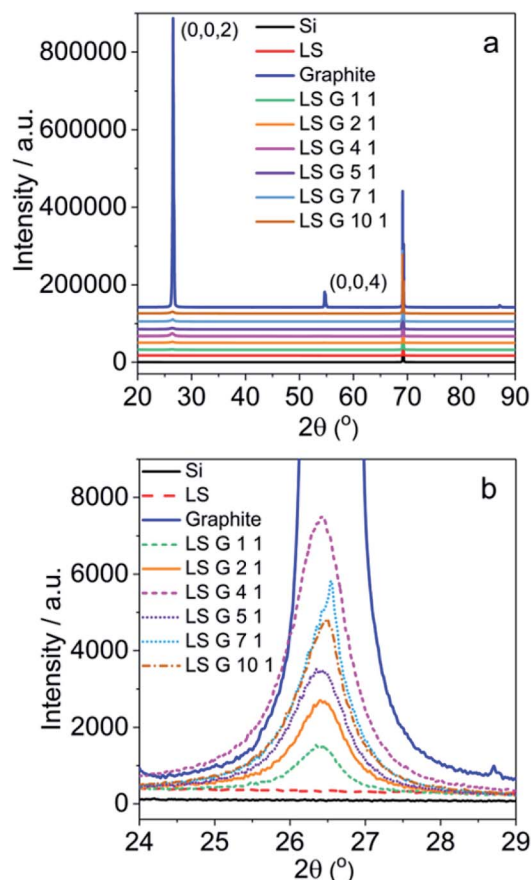 a
(0,0,2)
Si
LS
Graphite
LS G 1 1
LS G 2 1
LS G 4 1
LS G 5 1
LS G 7 1
LS G 10 1
(0,0,4)
Intensity / a.u.
800000
600000
400000
200000
0
20 30 40 50 60 70 80 90
2θ (°)
b
Si
LS
Graphite
LS G 1 1
LS G 2 1
LS G 4 1
LS G 5 1
LS G 7 1
LS G 10 1
Intensity / a.u.
8000
6000
4000
2000
0
24 25 26 27 28 29
2θ (°)